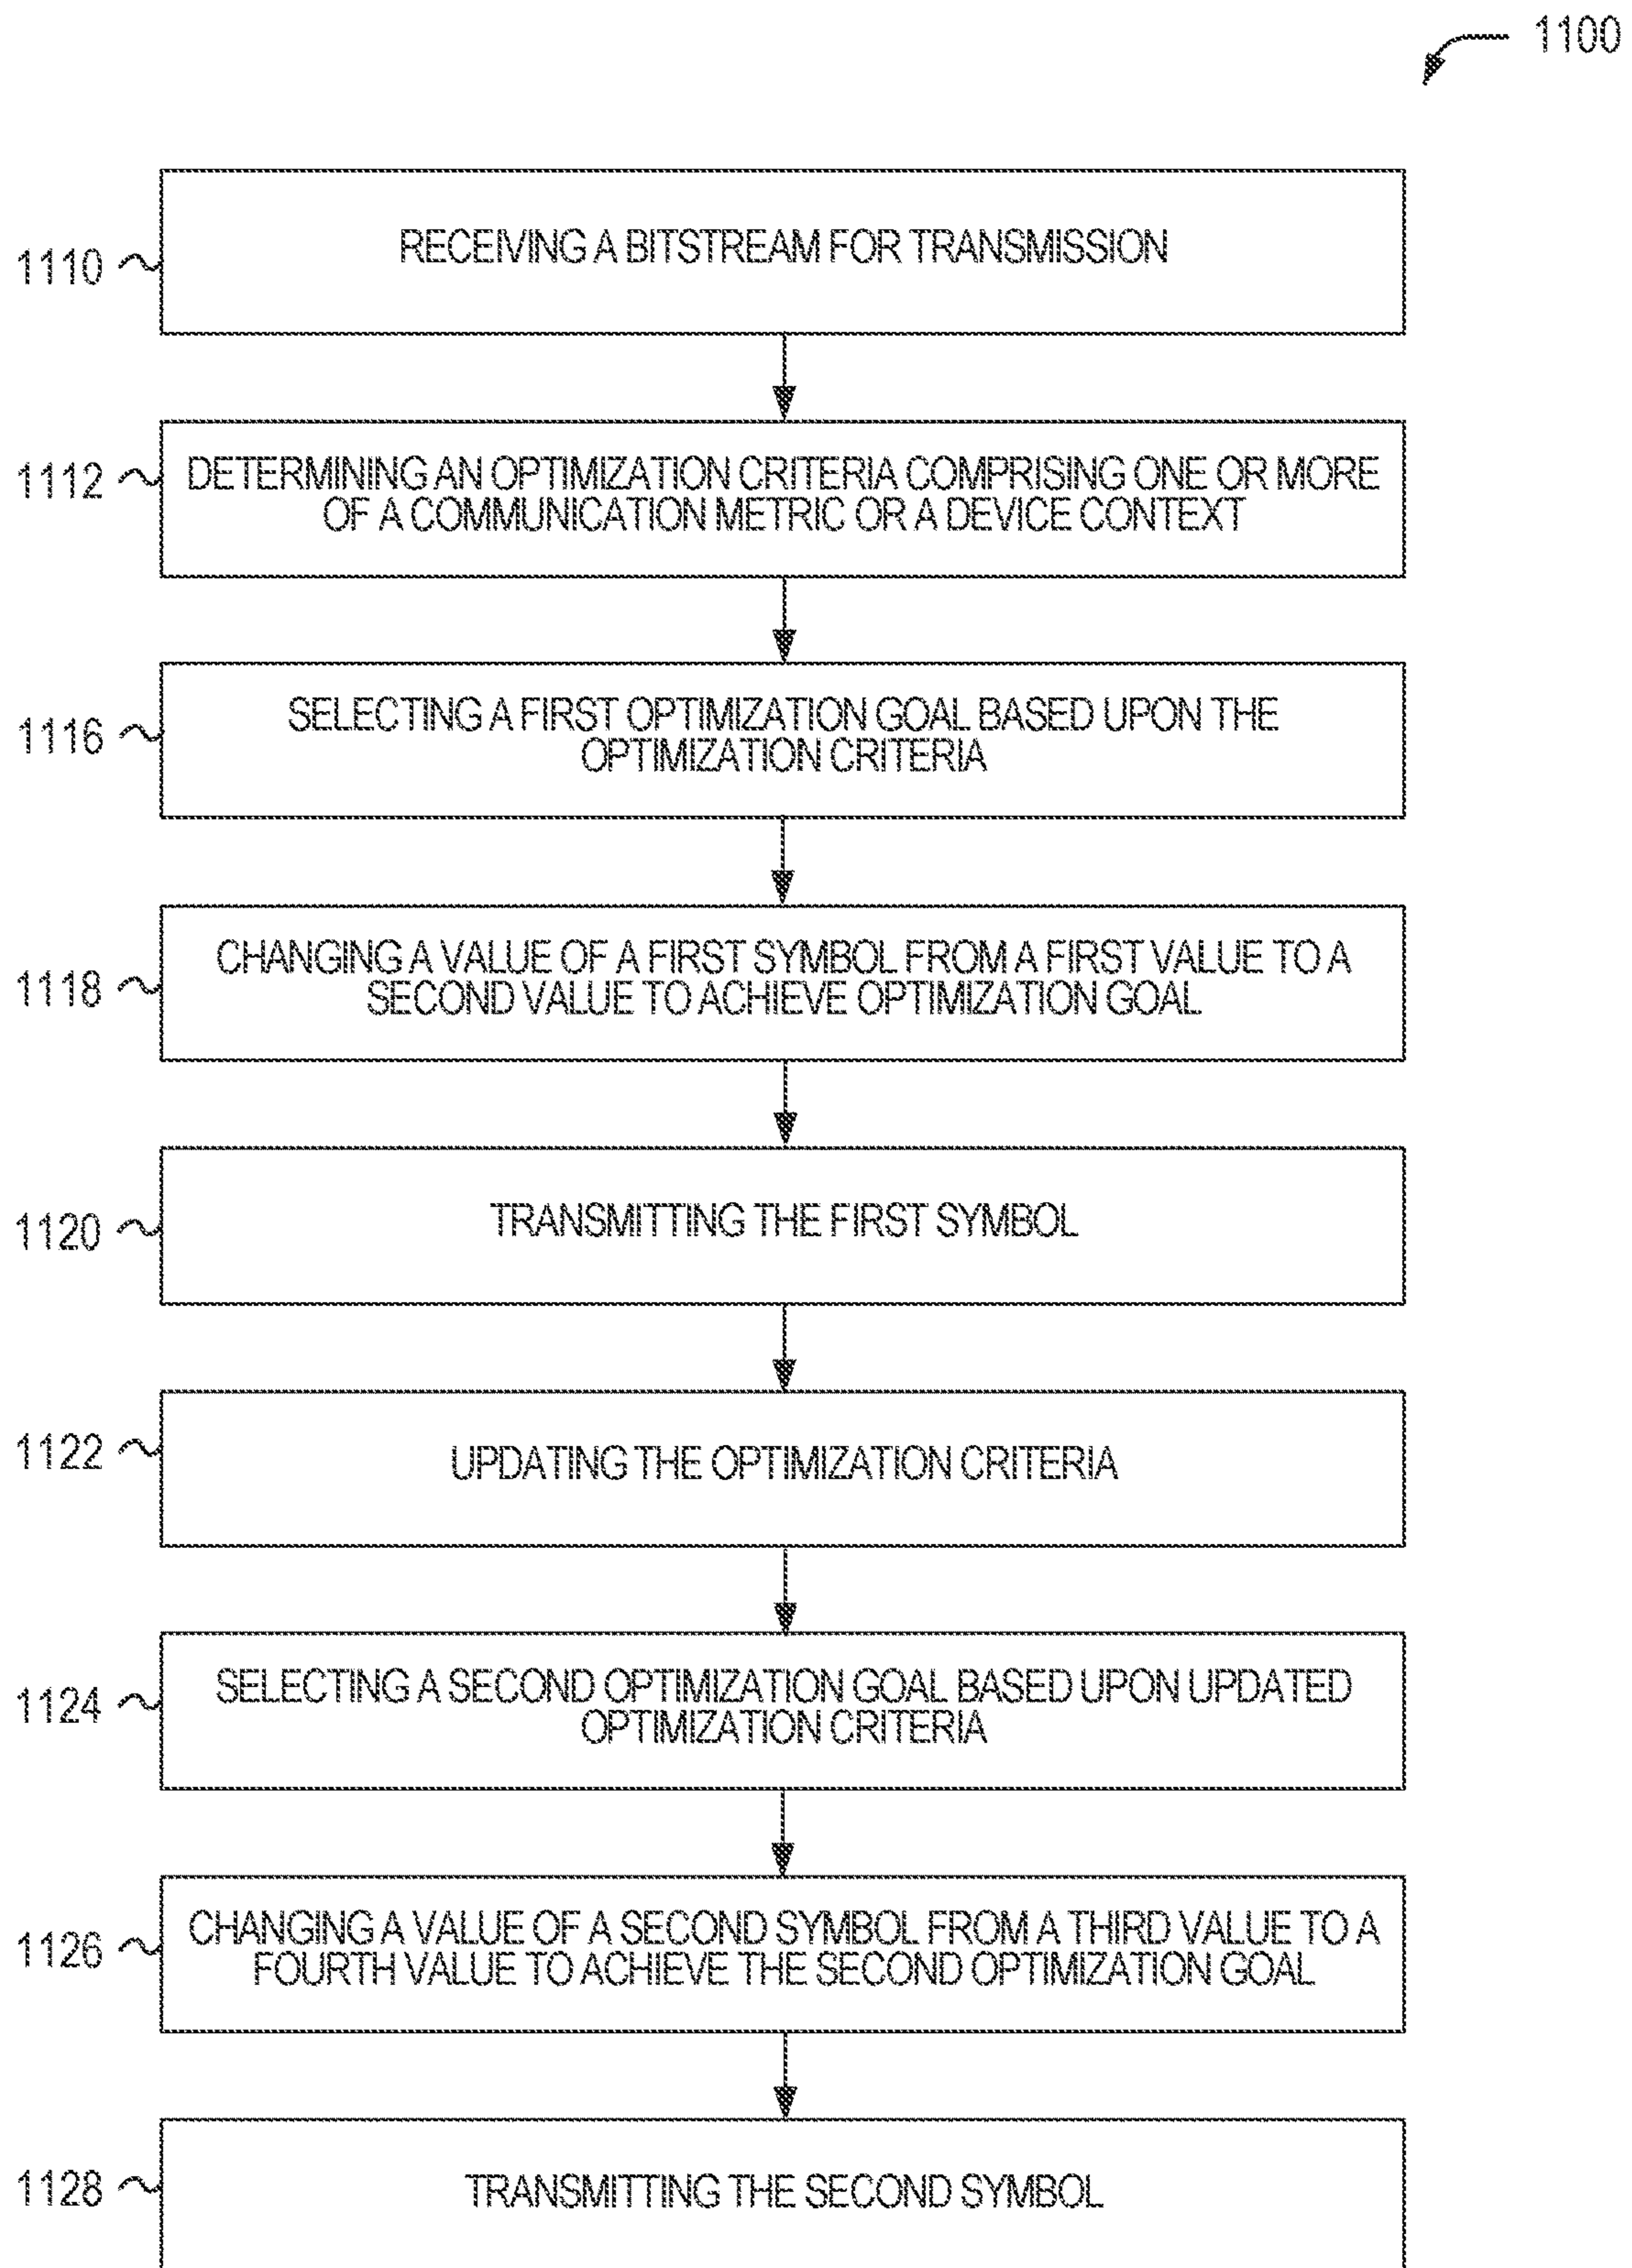 1100
1110
RECEIVING A BITSTREAM FOR TRANSMISSION
1112
DETERMINING AN OPTIMIZATION CRITERIA COMPRISING ONE OR MORE
OF A COMMUNICATION METRIC OR A DEVICE CONTEXT
1116
SELECTING A FIRST OPTIMIZATION GOAL BASED UPON THE
OPTIMIZATION CRITERIA
1118
CHANGING A VALUE OF A FIRST SYMBOL FROM A FIRST VALUE TO A
SECOND VALUE TO ACHIEVE OPTIMIZATION GOAL
1120
TRANSMITTING THE FIRST SYMBOL
1122
UPDATING THE OPTIMIZATION CRITERIA
1124
SELECTING A SECOND OPTIMIZATION GOAL BASED UPON UPDATED
OPTIMIZATION CRITERIA
1126
CHANGING A VALUE OF A SECOND SYMBOL FROM A THIRD VALUE TO A
FOURTH VALUE TO ACHIEVE THE SECOND OPTIMIZATION GOAL
1128
TRANSMITTING THE SECOND SYMBOL